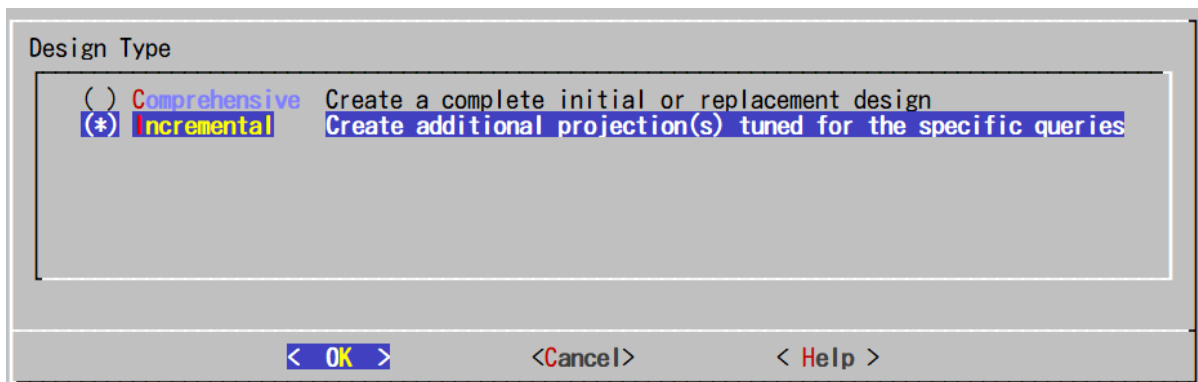 Design Type
( ) Comprehensive Create a complete initial or replacement design
(*) Incremental Create additional projection(s) tuned for the specific queries
< OK > <Cancel> < Help >